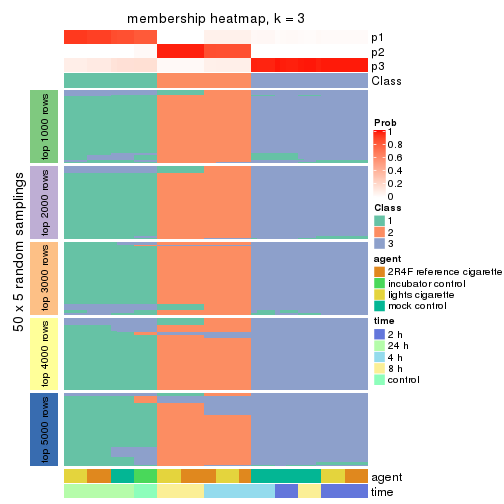 membership heatmap, k = 3
p1
p2
p3
Class
50 x 5 random samplings
top 1000 rows
top 2000 rows
top 3000 rows
top 4000 rows
top 5000 rows
agent
time
Prob
1
0.8
0.6
0.4
0.2
0
Class
1
2
3
agent
2R4F reference cigarette
incubator control
lights cigarette
mock control
time
2 h
24 h
4 h
8 h
control